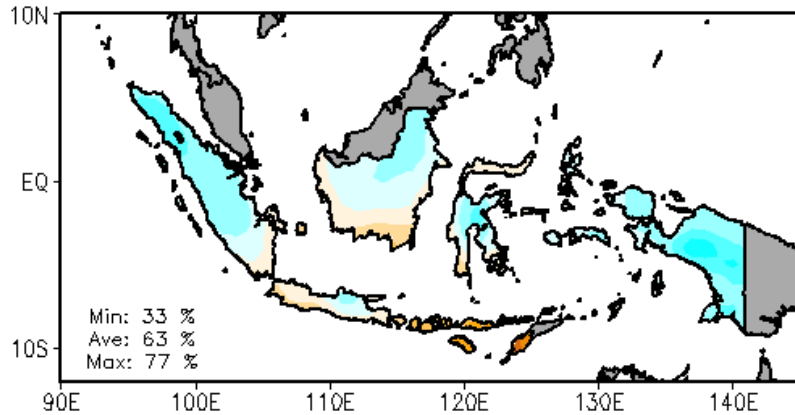 10N
EQ
Min: 33 %
Ave: 63 %
Max: 77 %
10S
90E 100E 110E 120E 130E 140E